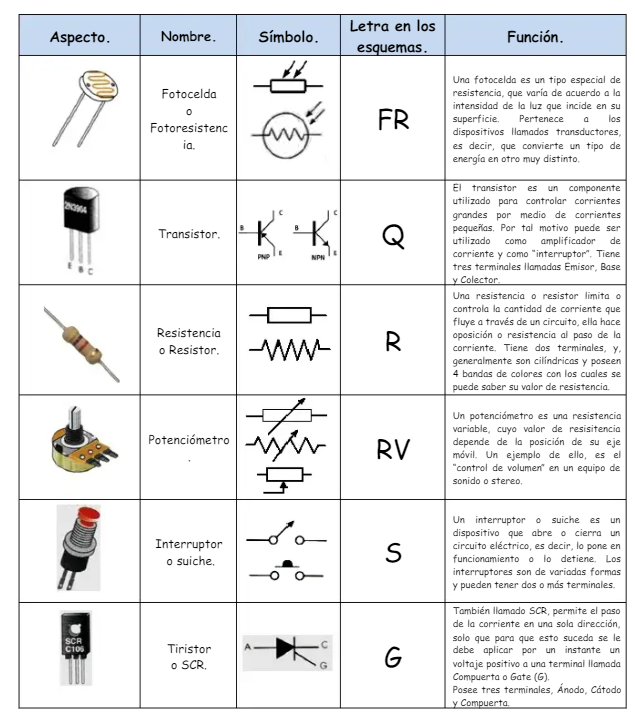 Aspecto. Nombre. Símbolo. Letra en los esquemas. Función.
Fotocelda
o
Fotoresistenc
ia.
FR
Una fotocelda es un tipo especial de
resistencia, que varía de acuerdo a la
intensidad de la luz que incide en su
superficie. Pertenece a los
dispositivos llamados transductores,
es decir, que convierte un tipo de
energía en otro muy distinto.
2N3904
E B C
Transistor.
B C E PNP
B C E NPN
Q
El transistor es un componente
utilizado para controlar corrientes
grandes por medio de corrientes
pequeñas. Por tal motivo puede ser
utilizado como amplificador de
corriente y como "interruptor". Tiene
tres terminales llamadas Emisor, Base
y Colector.
Resistencia
o Resistor.
R
Una resistencia o resistor limita o
controla la cantidad de corriente que
fluye a través de un circuito, ella hace
oposición o resistencia al paso de la
corriente. Tiene dos terminales, y,
generalmente son cilíndricas y poseen
4 bandas de colores con los cuales se
puede saber su valor de resistencia.
Potenciómetro
.
RV
Un potenciómetro es una resistencia
variable, cuyo valor de resisitencia
depende de la posición de su eje
móvil. Un ejemplo de ello, es el
"control de volumen" en un equipo de
sonido o stereo.
Interruptor
o suiche.
S
Un interruptor o suiche es un
dispositivo que abre o cierra un
circuito eléctrico, es decir, lo pone en
funcionamiento o lo detiene. Los
interruptores son de variadas formas
y pueden tener dos o más terminales.
SCR
C106
Tiristor
o SCR.
A C
G
G
También llamado SCR, permite el paso
de la corriente en una sola dirección,
solo que para que esto suceda se le
debe aplicar por un instante un
voltaje positivo a una terminal llamada
Compuerta o Gate (G).
Posee tres terminales, Ánodo, Cátodo
y Compuerta.